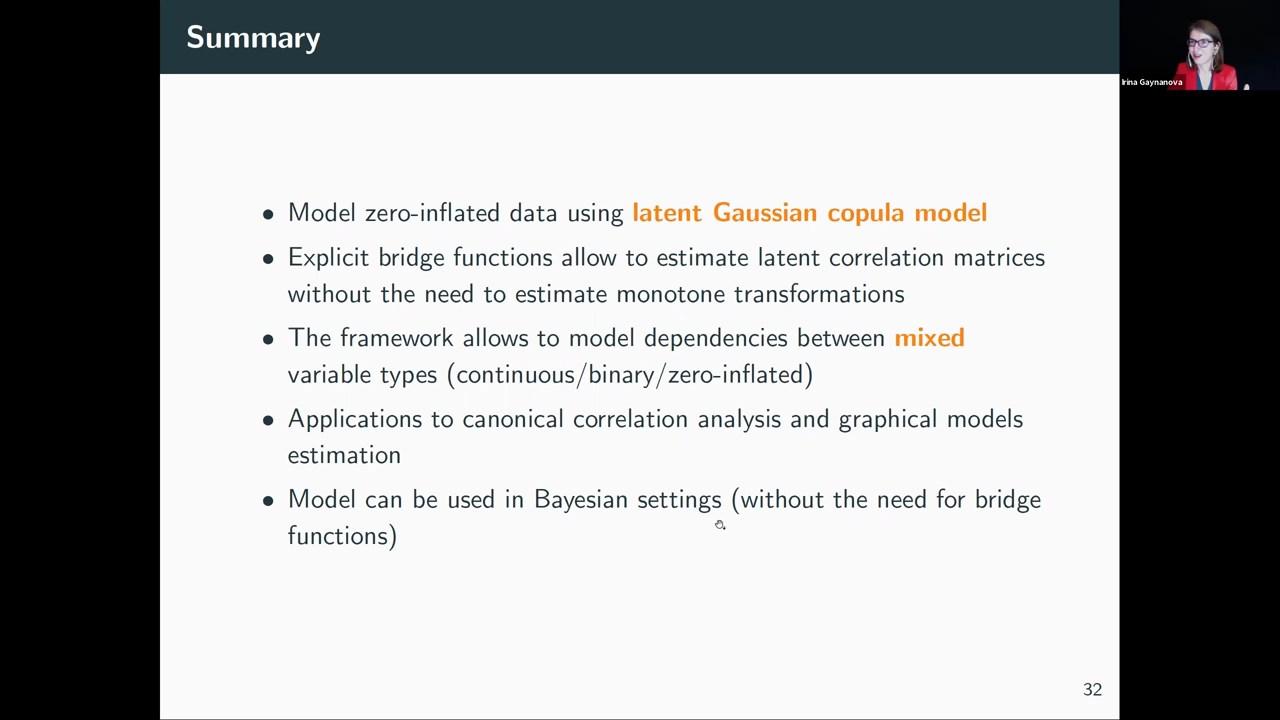 Summary
Irina Gaynanova
• Model zero-inflated data using latent Gaussian copula model
• Explicit bridge functions allow to estimate latent correlation matrices
without the need to estimate monotone transformations
• The framework allows to model dependencies between mixed
variable types (continuous/binary/zero-inflated)
• Applications to canonical correlation analysis and graphical models
estimation
• Model can be used in Bayesian settings (without the need for bridge
functions)
32